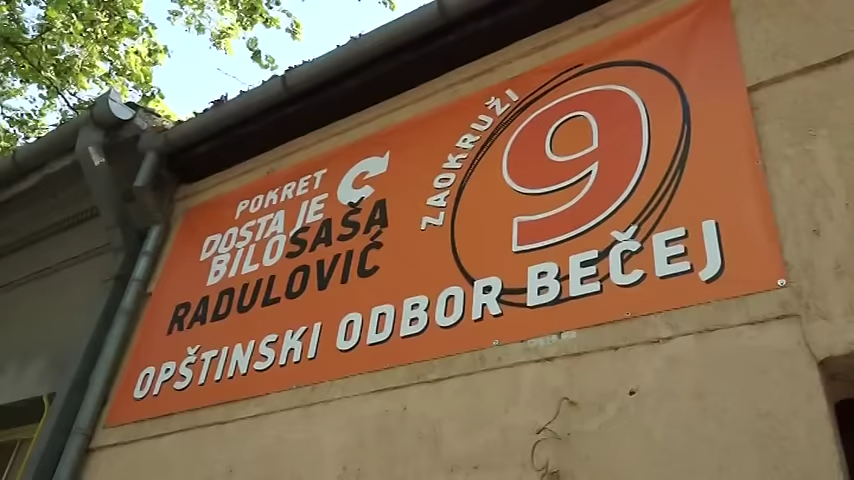 POKRET
DOSTA JE
BILO SAŠA
RADULOVIĆ
ZAOKRUŽI
9
OPŠTINSKI ODBOR BEČEJ